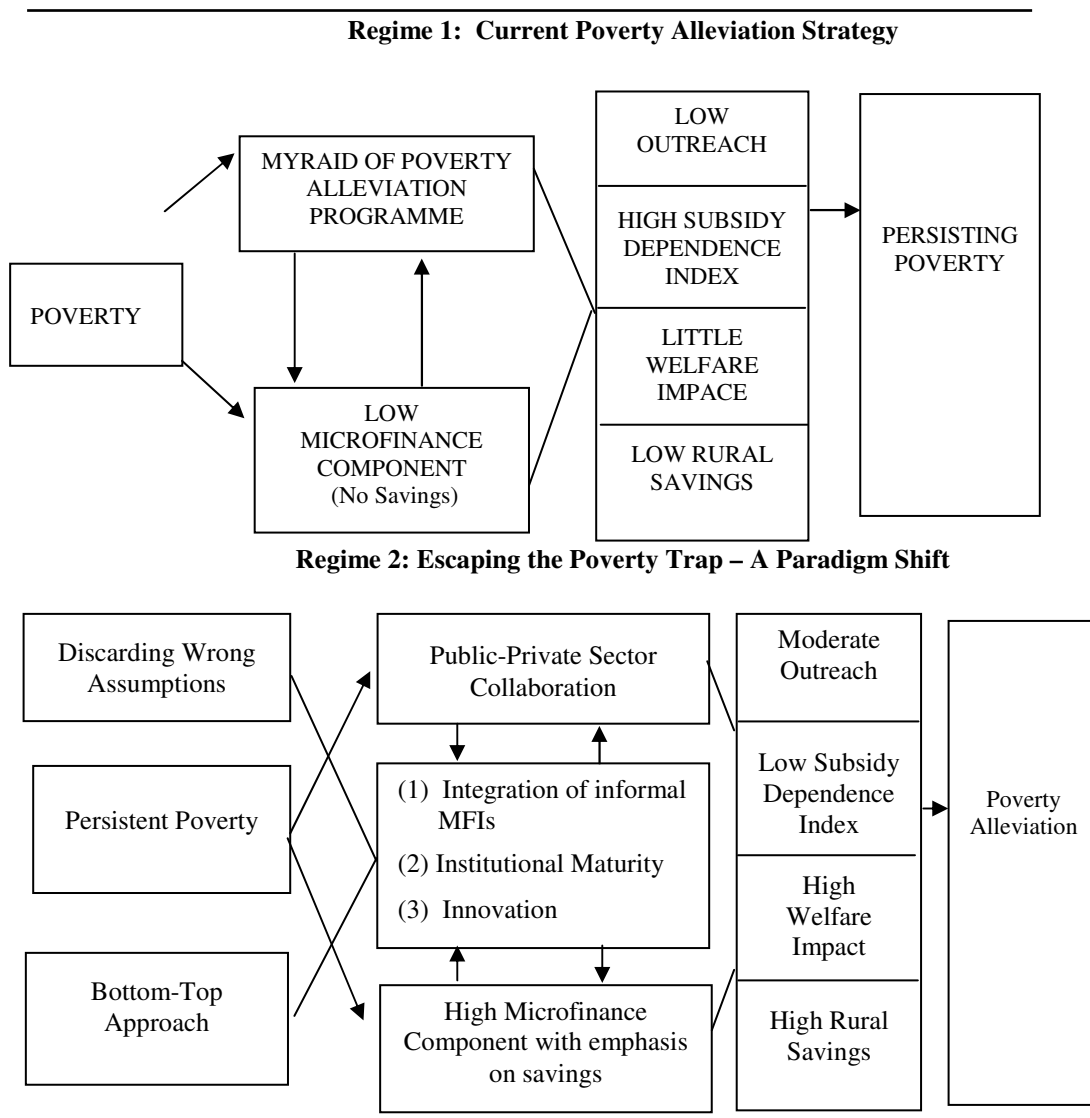 Regime 1: Current Poverty Alleviation Strategy
MYRAID OF POVERTY
ALLEVIATION
PROGRAMME
POVERTY
LOW
MICROFINANCE
COMPONENT
(No Savings)
LOW
OUTREACH
HIGH SUBSIDY
DEPENDENCE
INDEX
LITTLE
WELFARE
IMPACE
LOW RURAL
SAVINGS
PERSISTING
POVERTY
Regime 2: Escaping the Poverty Trap – A Paradigm Shift
Discarding Wrong
Assumptions
Persistent Poverty
Bottom-Top
Approach
Public-Private Sector
Collaboration
(1) Integration of informal
MFIs
(2) Institutional Maturity
(3) Innovation
High Microfinance
Component with emphasis
on savings
Moderate
Outreach
Low Subsidy
Dependence
Index
High
Welfare
Impact
High Rural
Savings
Poverty
Alleviation